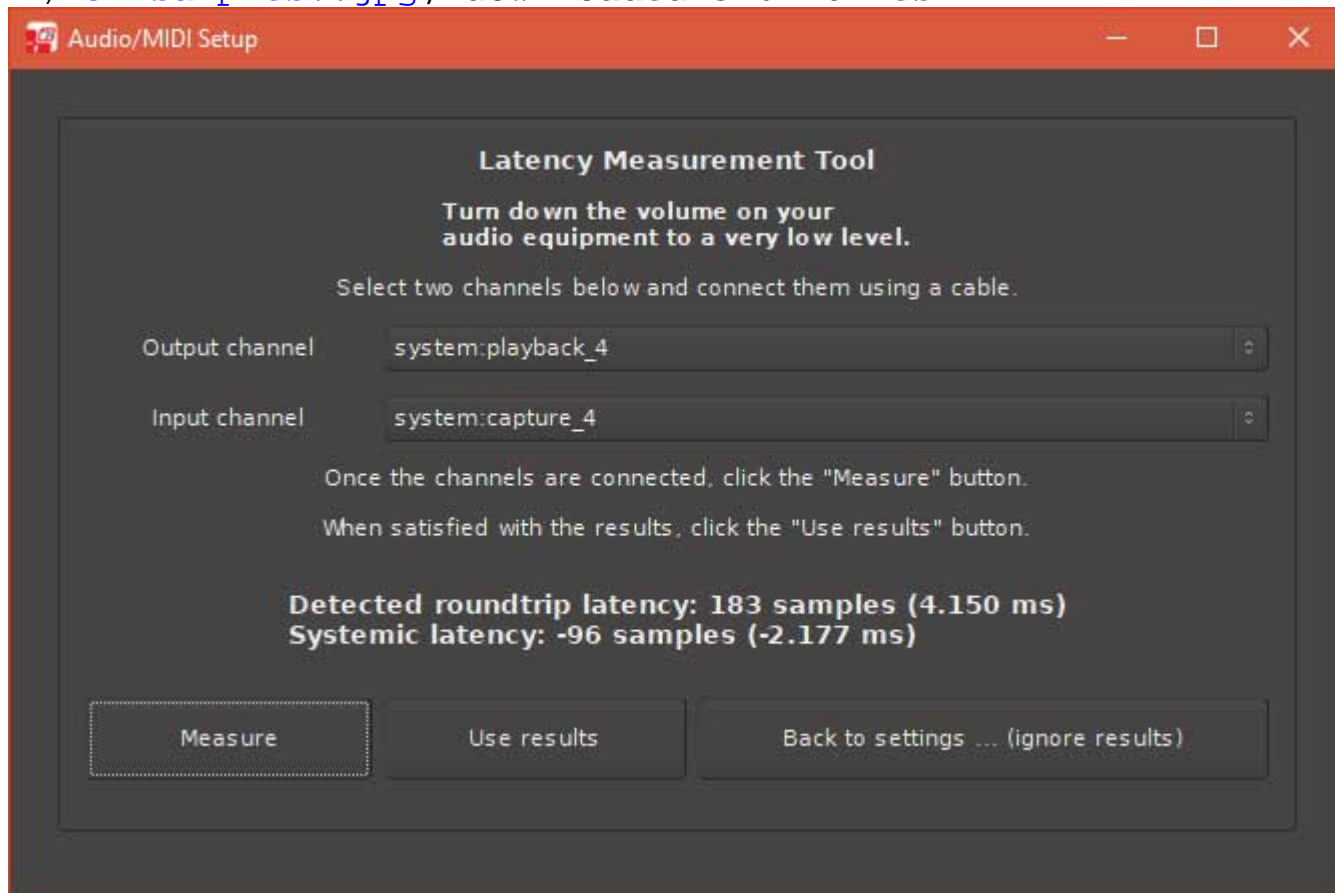 Audio/MIDI Setup
Latency Measurement Tool
Turn down the volume on your
audio equipment to a very low level.
Select two channels below and connect them using a cable.
Output channel system:playback_4
Input channel system:capture_4
Once the channels are connected, click the "Measure" button.
When satisfied with the results, click the "Use results" button.
Detected roundtrip latency: 183 samples (4.150 ms)
Systemic latency: -96 samples (-2.177 ms)
Measure Use results Back to settings ... (ignore results)